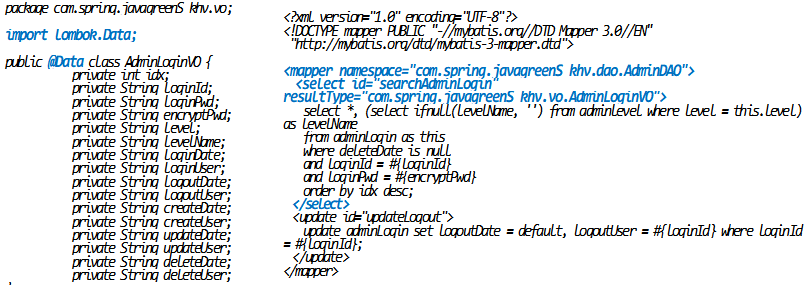 package com.spring.javagreenS_khv.vo;
import lombok.Data;
public @Data class AdminLoginVO {
private int idx;
private String loginId;
private String loginPwd;
private String encryptPwd;
private String level;
private String levelName;
private String loginDate;
private String loginUser;
private String logoutDate;
private String logoutUser;
private String createDate;
private String createUser;
private String updateDate;
private String updateUser;
private String deleteDate;
private String deleteUser;
<?xml version="1.0" encoding="UTF-8"?>
<!DOCTYPE mapper PUBLIC "-//mybatis.org//DTD Mapper 3.0//EN"
"http://mybatis.org/dtd/mybatis-3-mapper.dtd">
<mapper namespace="com.spring.javagreenS_khv.dao.AdminDAO">
<select id="searchAdminLogin"
resultType="com.spring.javagreenS_khv.vo.AdminLoginVO">
select *, (select ifnull(levelName, '') from adminLevel where level = this.level)
as levelName
from adminLogin as this
where deleteDate is null
and loginId = #{loginId}
and loginPwd = #{encryptPwd}
order by idx desc;
</select>
<update id="updateLogout">
update adminLogin set logoutDate = default, logoutUser = #{loginId} where loginId
= #{loginId};
</update>
</mapper>